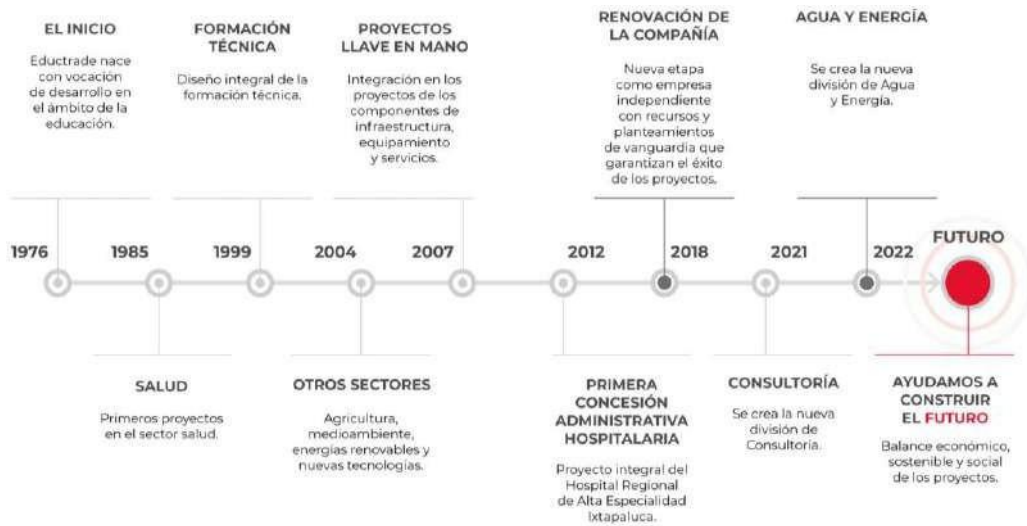 EL INICIO
Eductrade nace
con vocación
de desarrollo en
el ámbito de la
educación.
FORMACIÓN
TÉCNICA
Diseño integral de la
formación técnica.
PROYECTOS
LLAVE EN MANO
Integración en los
proyectos de los
componentes de
infraestructura,
equipamiento
y servicios.
RENOVACIÓN DE
LA COMPAÑÍA
Nueva etapa
como empresa
independiente
con recursos y
planteamientos
de vanguardia que
garantizan el éxito
de los proyectos.
AGUA Y ENERGÍA
Se crea la nueva
división de Agua
y Energía.
1976
1985
1999
2004
2007
2012
2018
2021
2022
FUTURO
SALUD
Primeros proyectos
en el sector salud.
OTROS SECTORES
Agricultura,
medioambiente,
energías renovables y
nuevas tecnologías.
PRIMERA
CONCESIÓN
ADMINISTRATIVA
HOSPITALARIA
Proyecto integral del
Hospital Regional
de Alta Especialidad
Ixtapaluca.
CONSULTORÍA
Se crea la nueva
división de
Consultoría.
AYUDAMOS A
CONSTRUIR
EL FUTURO
Balance económico,
sostenible y social
de los proyectos.